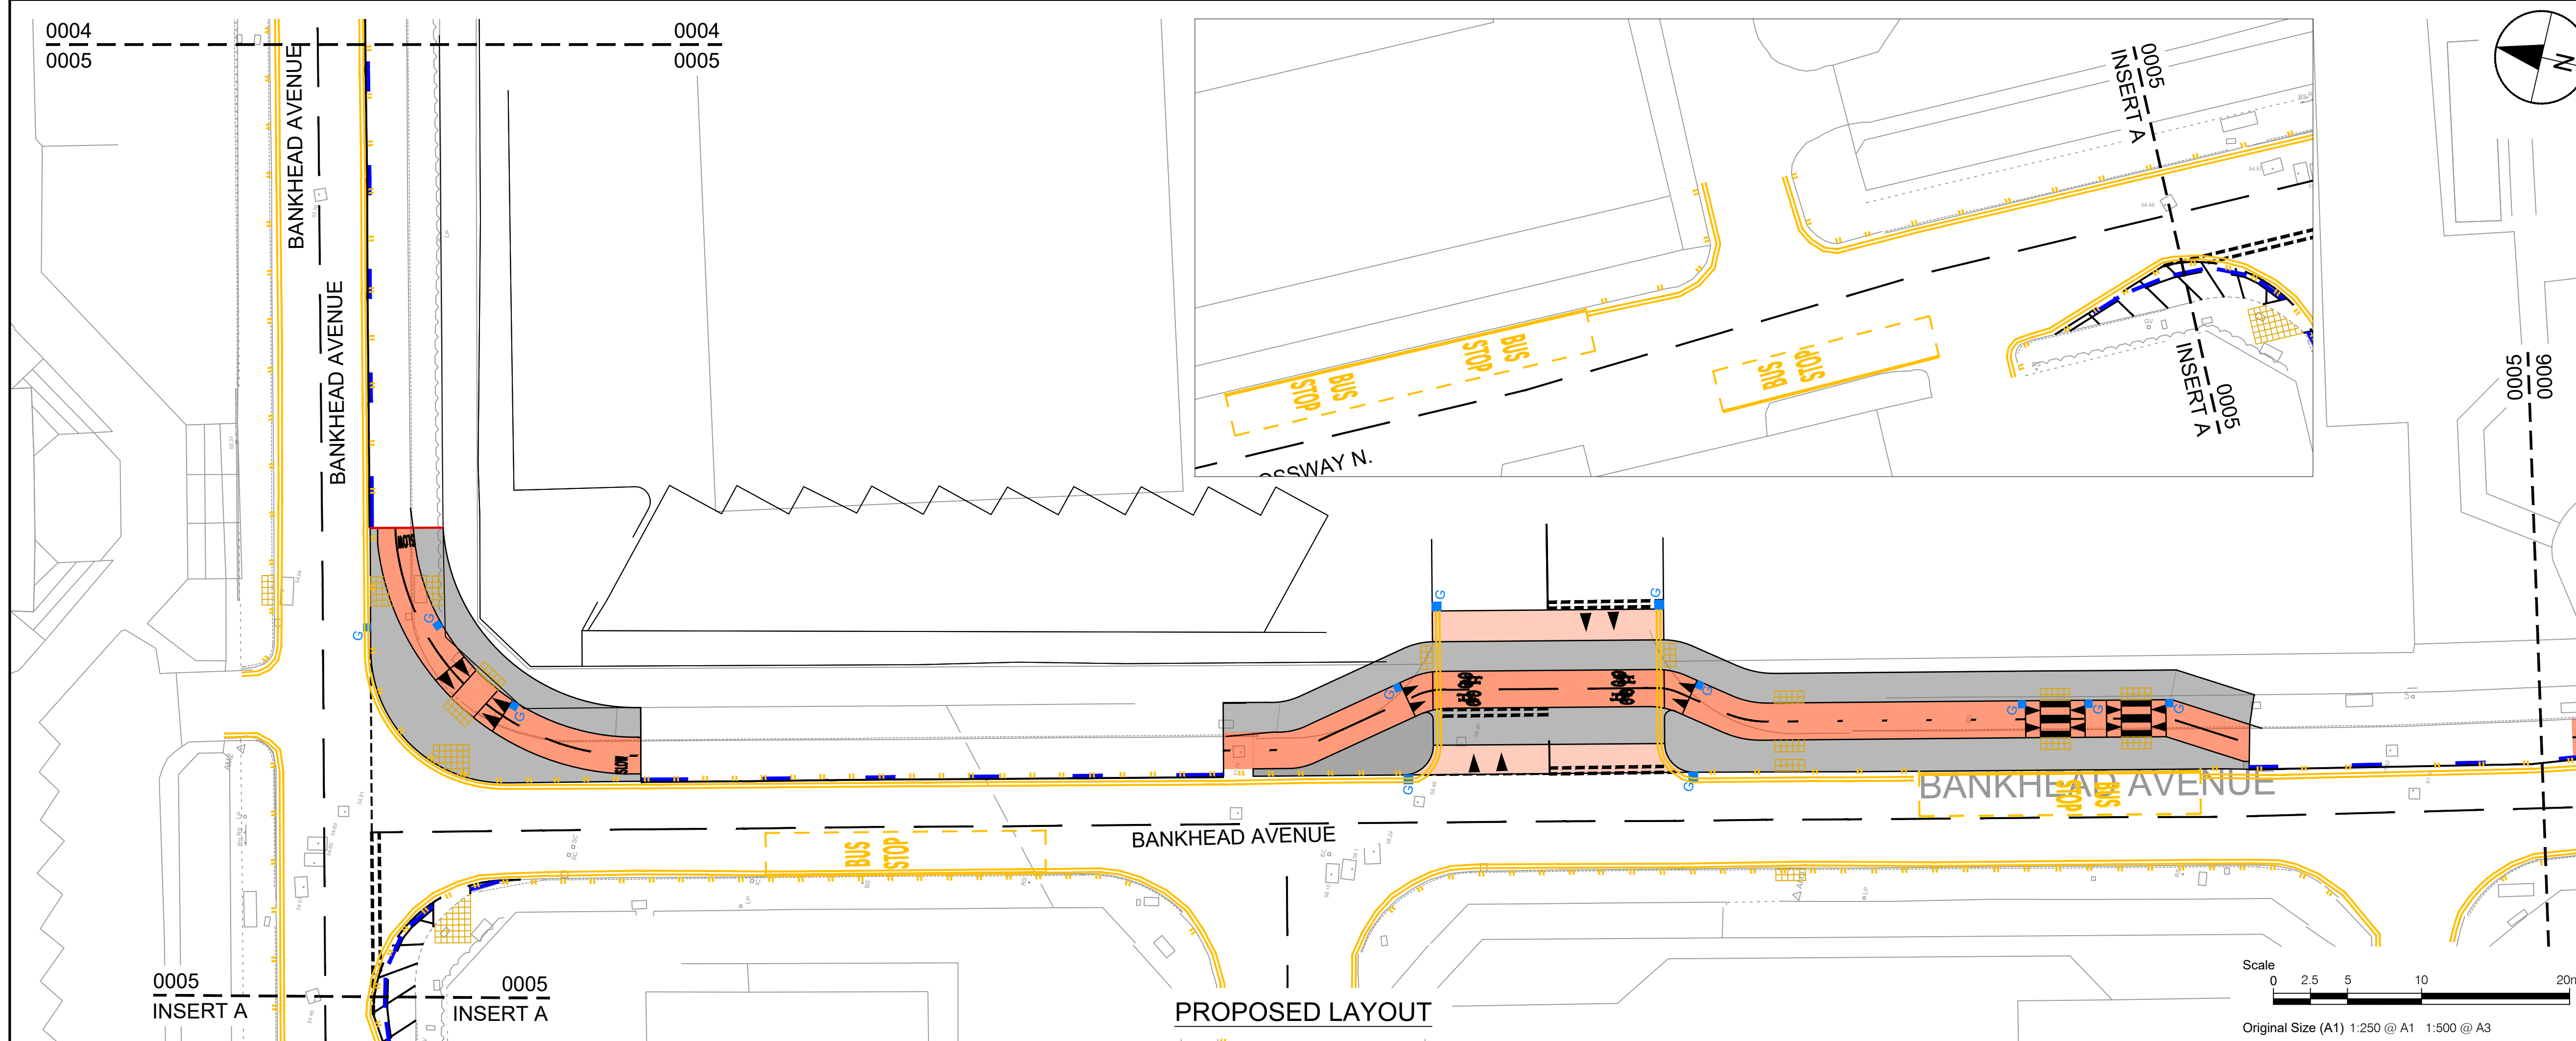 0004
0005
0004
0005
BANKHEAD AVENUE
BANKHEAD AVENUE
0005
INSERT A
N
BUS
STOP
BUS
STOP
BUS
STOP
OSSWAY N.
INSERT A
0005
0005
0006
LP
SLOW
G
G
G
SLOW
G
G
G
G
G
G
G
G
G
BANKHEAD AVENUE
BUS
STOP
BANKHEAD AVENUE
BUS
STOP
0005
INSERT A
0005
INSERT A
PROPOSED LAYOUT
Scale
0 2.5 5 10 20m
Original Size (A1) 1:250 @ A1 1:500 @ A3